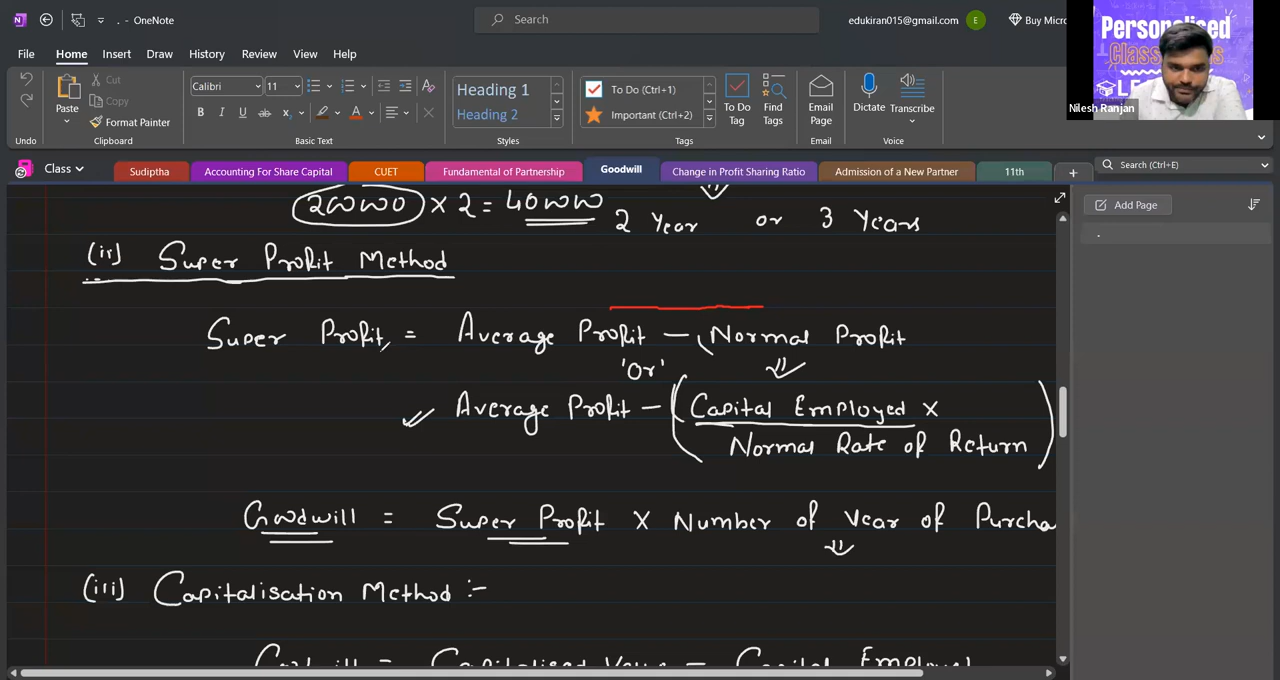 . - OneNote
Search
edukiran015@gmail.com E
Buy Micro
File Home Insert Draw History Review View Help
Undo
Paste
Cut
Copy
Format Painter
Clipboard
Calibri 11
B I U ab x
A
Basic Text
Heading 1
Heading 2
Styles
To Do (Ctrl+1)
Important (Ctrl+2)
To Do Tag
Find Tags
Tags
Email Page
Email
Dictate
Transcribe
Voice
Personalised
Nilesh Ranjan
Class
Sudiptha
Accounting For Share Capital
CUET
Fundamental of Partnership
Goodwill
Change in Profit Sharing Ratio
Admission of a New Partner
11th
+
Search (Ctrl+E)
Add Page
.
20000 × 2 = 40000 2 Year or 3 Years
(ii) Super Profit Method
Super Profit = Average Profit - Normal Profit
'Or'
Average Profit - (Capital Employed ×
Normal Rate of Return)
Goodwill = Super Profit × Number of Year of Purcha
(iii) Capitalisation Method :-
Goodwill = Capitalised Value - Capital Employed